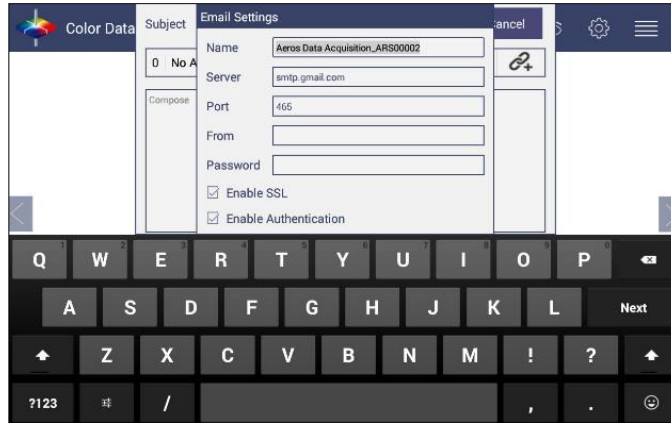 Color Data
Subject
Email Settings
ancel
S
Name
Aeros Data Acquisition_ARS00002
0 No A
Server
smtp.gmail.com
Compose
Port
465
From
Password
Enable SSL
Enable Authentication
Q 1 W 2 E 3 R 4 T 5 Y 6 U 7 I 8 O 9 P 0
A S D F G H J K L Next
Z X C V B N M ! ?
?123 / , .